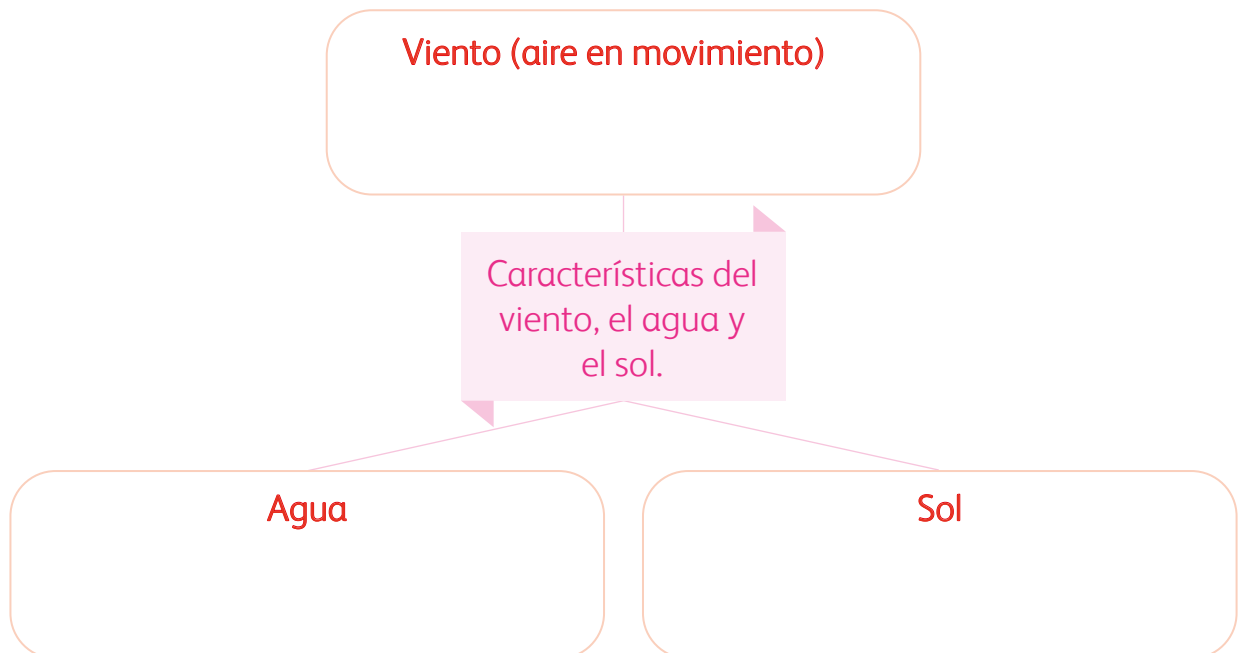 Viento (aire en movimiento)
Características del
viento, el agua y
el sol.
Agua
Sol